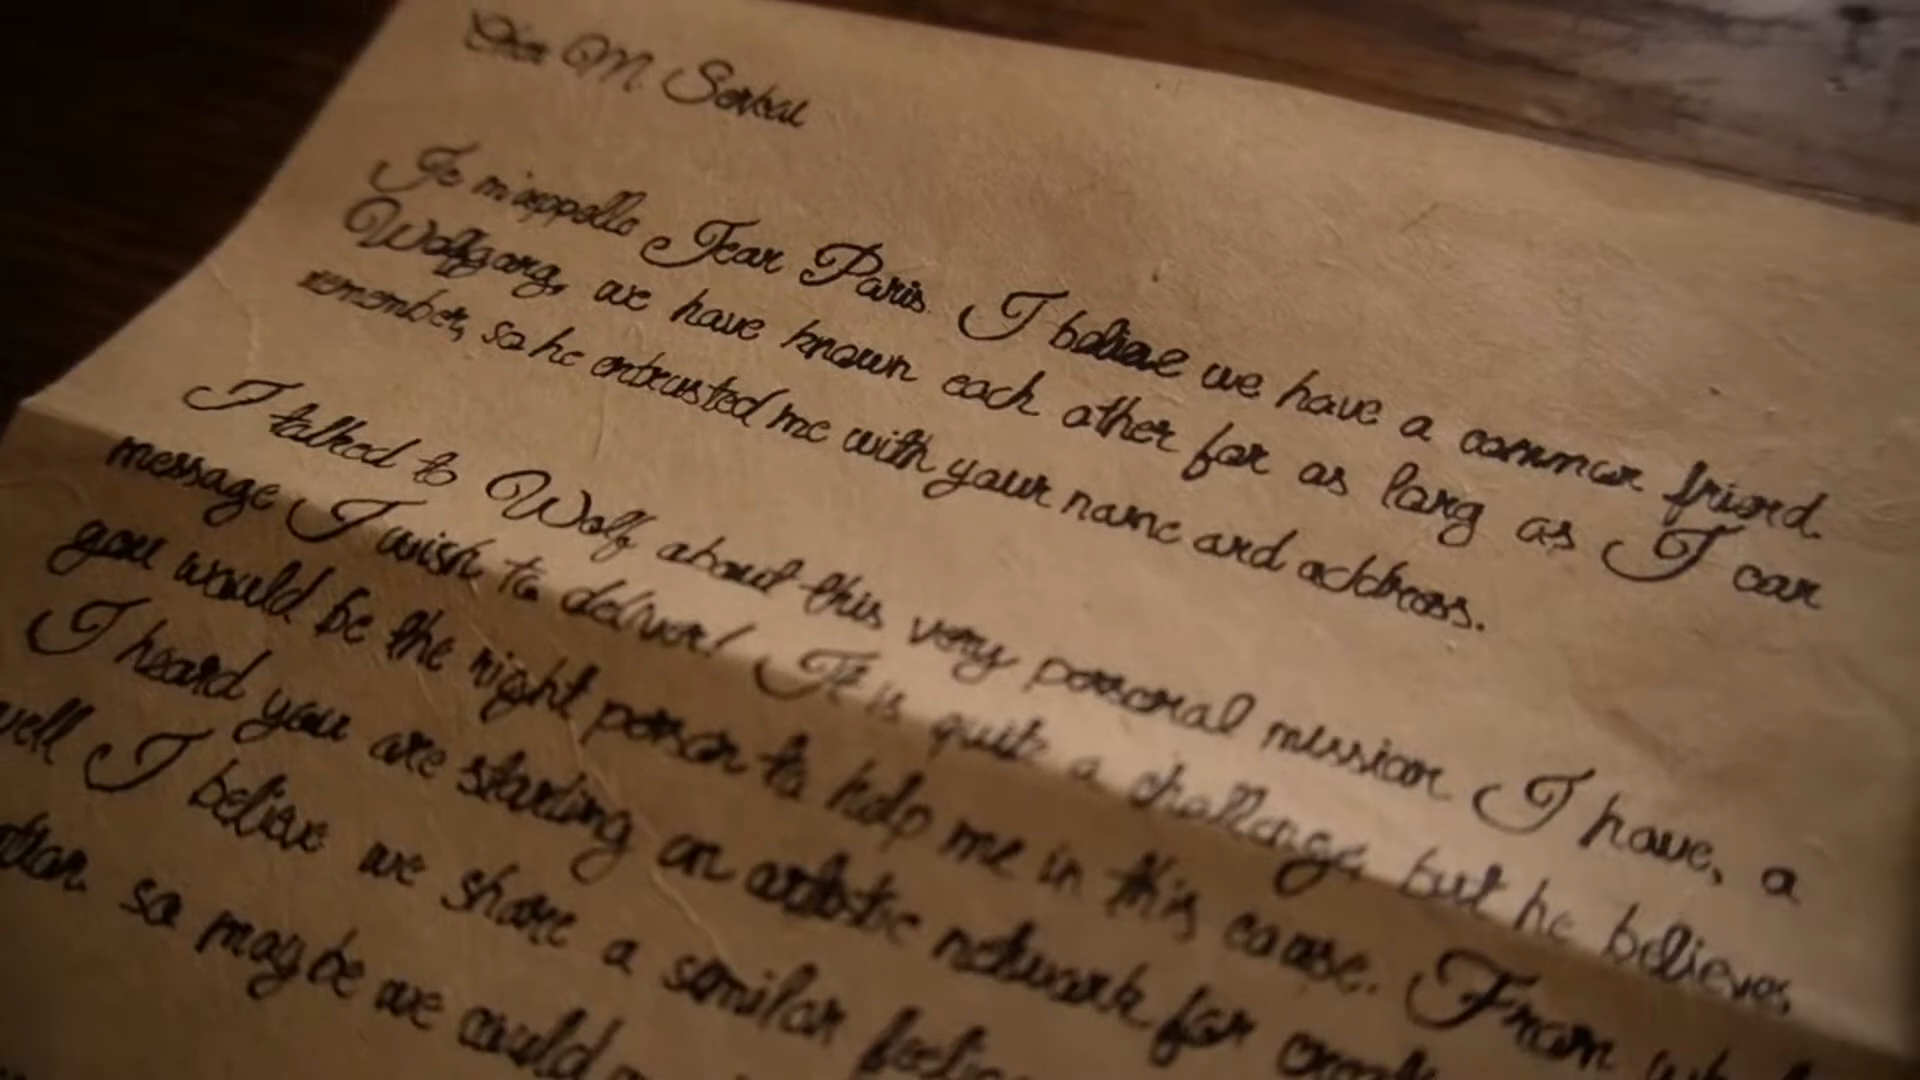 Cher M. Serval
Je m'appelle Jean Paris. I believe we have a common friend.
Wolfgang, we have known each other for as long as I can
remember, so he entrusted me with your name and address.
I talked to Wolf, about this very personal mission I have, a
message I wish to deliver! It is quite a challenge, but he believes
you would be the right person to help me in this cause. From
I heard you are starting an artistic network for
well I believe we share a similar
so maybe we could